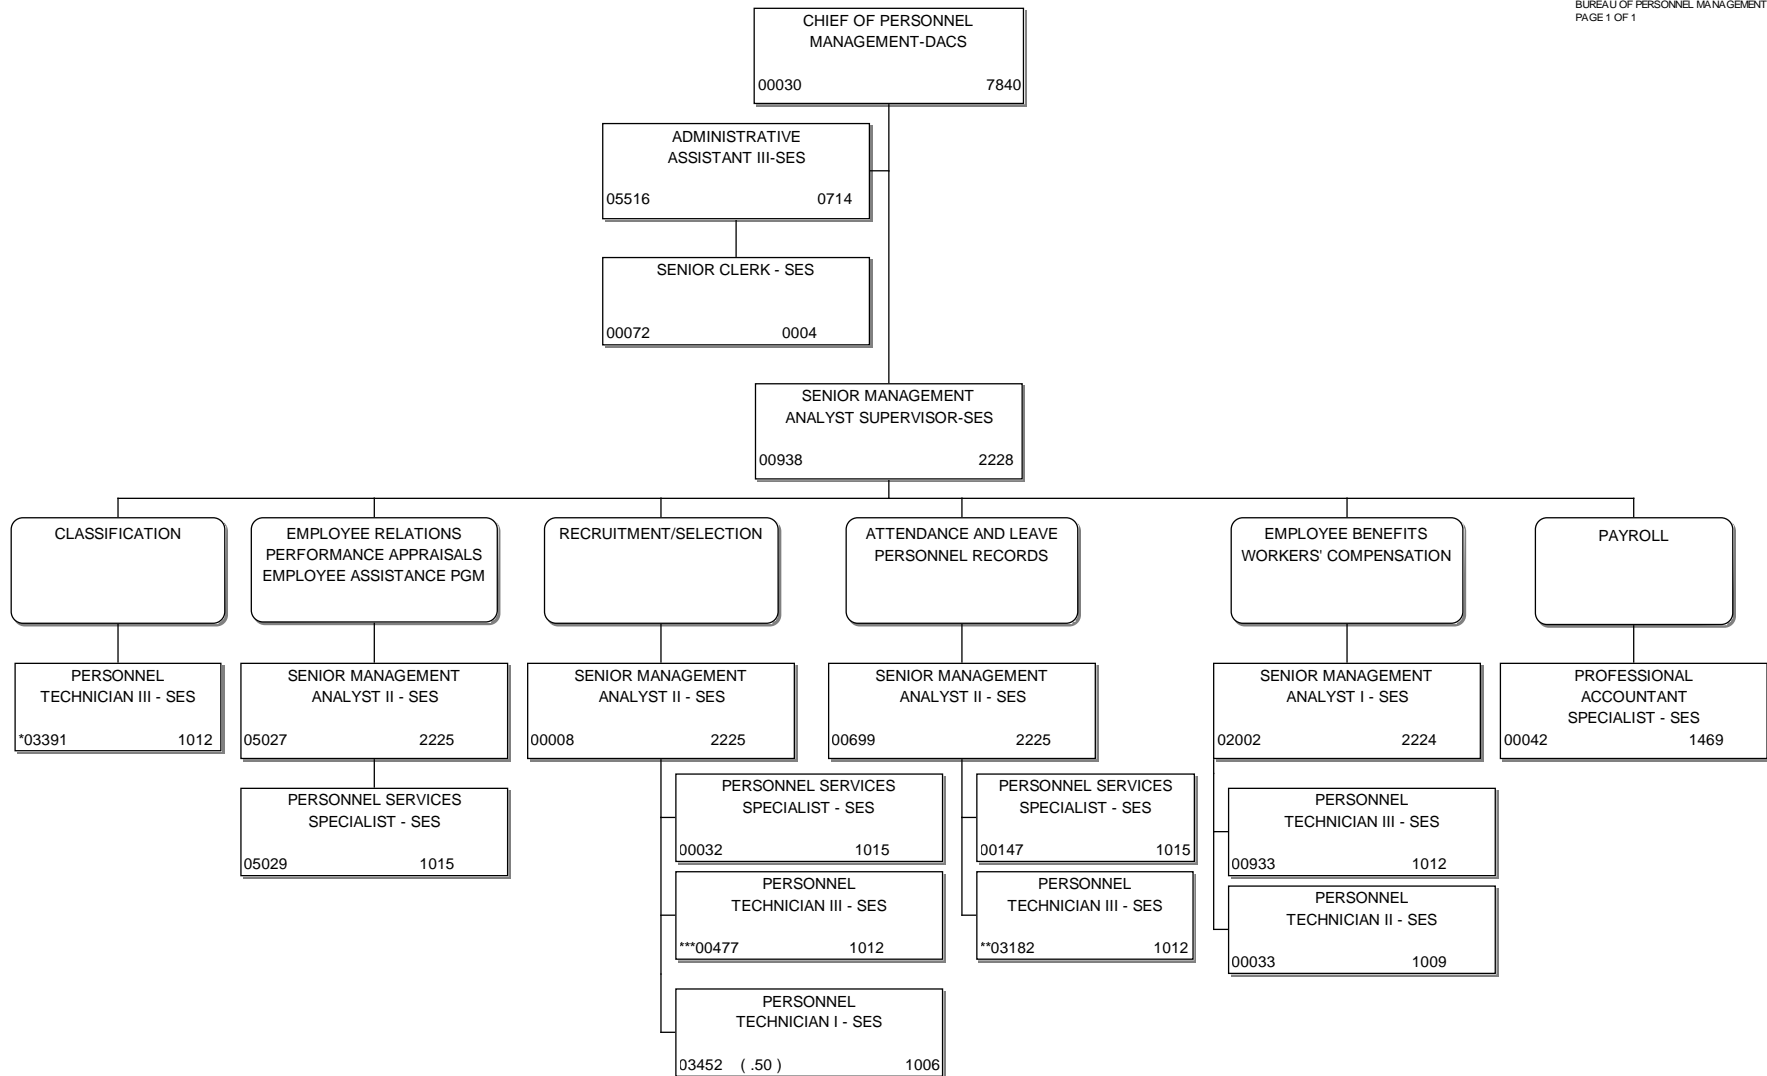 BUREAU OF PERSONNEL MANAGEMENT
PAGE 1 OF 1
CHIEF OF PERSONNEL
MANAGEMENT-DACS
00030 7840
ADMINISTRATIVE
ASSISTANT III-SES
05516 0714
SENIOR CLERK - SES
00072 0004
SENIOR MANAGEMENT
ANALYST SUPERVISOR-SES
00938 2228
CLASSIFICATION
EMPLOYEE RELATIONS
PERFORMANCE APPRAISALS
EMPLOYEE ASSISTANCE PGM
RECRUITMENT/SELECTION
ATTENDANCE AND LEAVE
PERSONNEL RECORDS
EMPLOYEE BENEFITS
WORKERS' COMPENSATION
PAYROLL
PERSONNEL
TECHNICIAN III - SES
*03391 1012
SENIOR MANAGEMENT
ANALYST II - SES
05027 2225
SENIOR MANAGEMENT
ANALYST II - SES
00008 2225
SENIOR MANAGEMENT
ANALYST II - SES
00699 2225
SENIOR MANAGEMENT
ANALYST I - SES
02002 2224
PROFESSIONAL
ACCOUNTANT
SPECIALIST - SES
00042 1469
PERSONNEL SERVICES
SPECIALIST - SES
05029 1015
PERSONNEL SERVICES
SPECIALIST - SES
00032 1015
PERSONNEL
TECHNICIAN III - SES
***00477 1012
PERSONNEL
TECHNICIAN I - SES
03452 ( .50 ) 1006
PERSONNEL SERVICES
SPECIALIST - SES
00147 1015
PERSONNEL
TECHNICIAN III - SES
**03182 1012
PERSONNEL
TECHNICIAN III - SES
00933 1012
PERSONNEL
TECHNICIAN II - SES
00033 1009